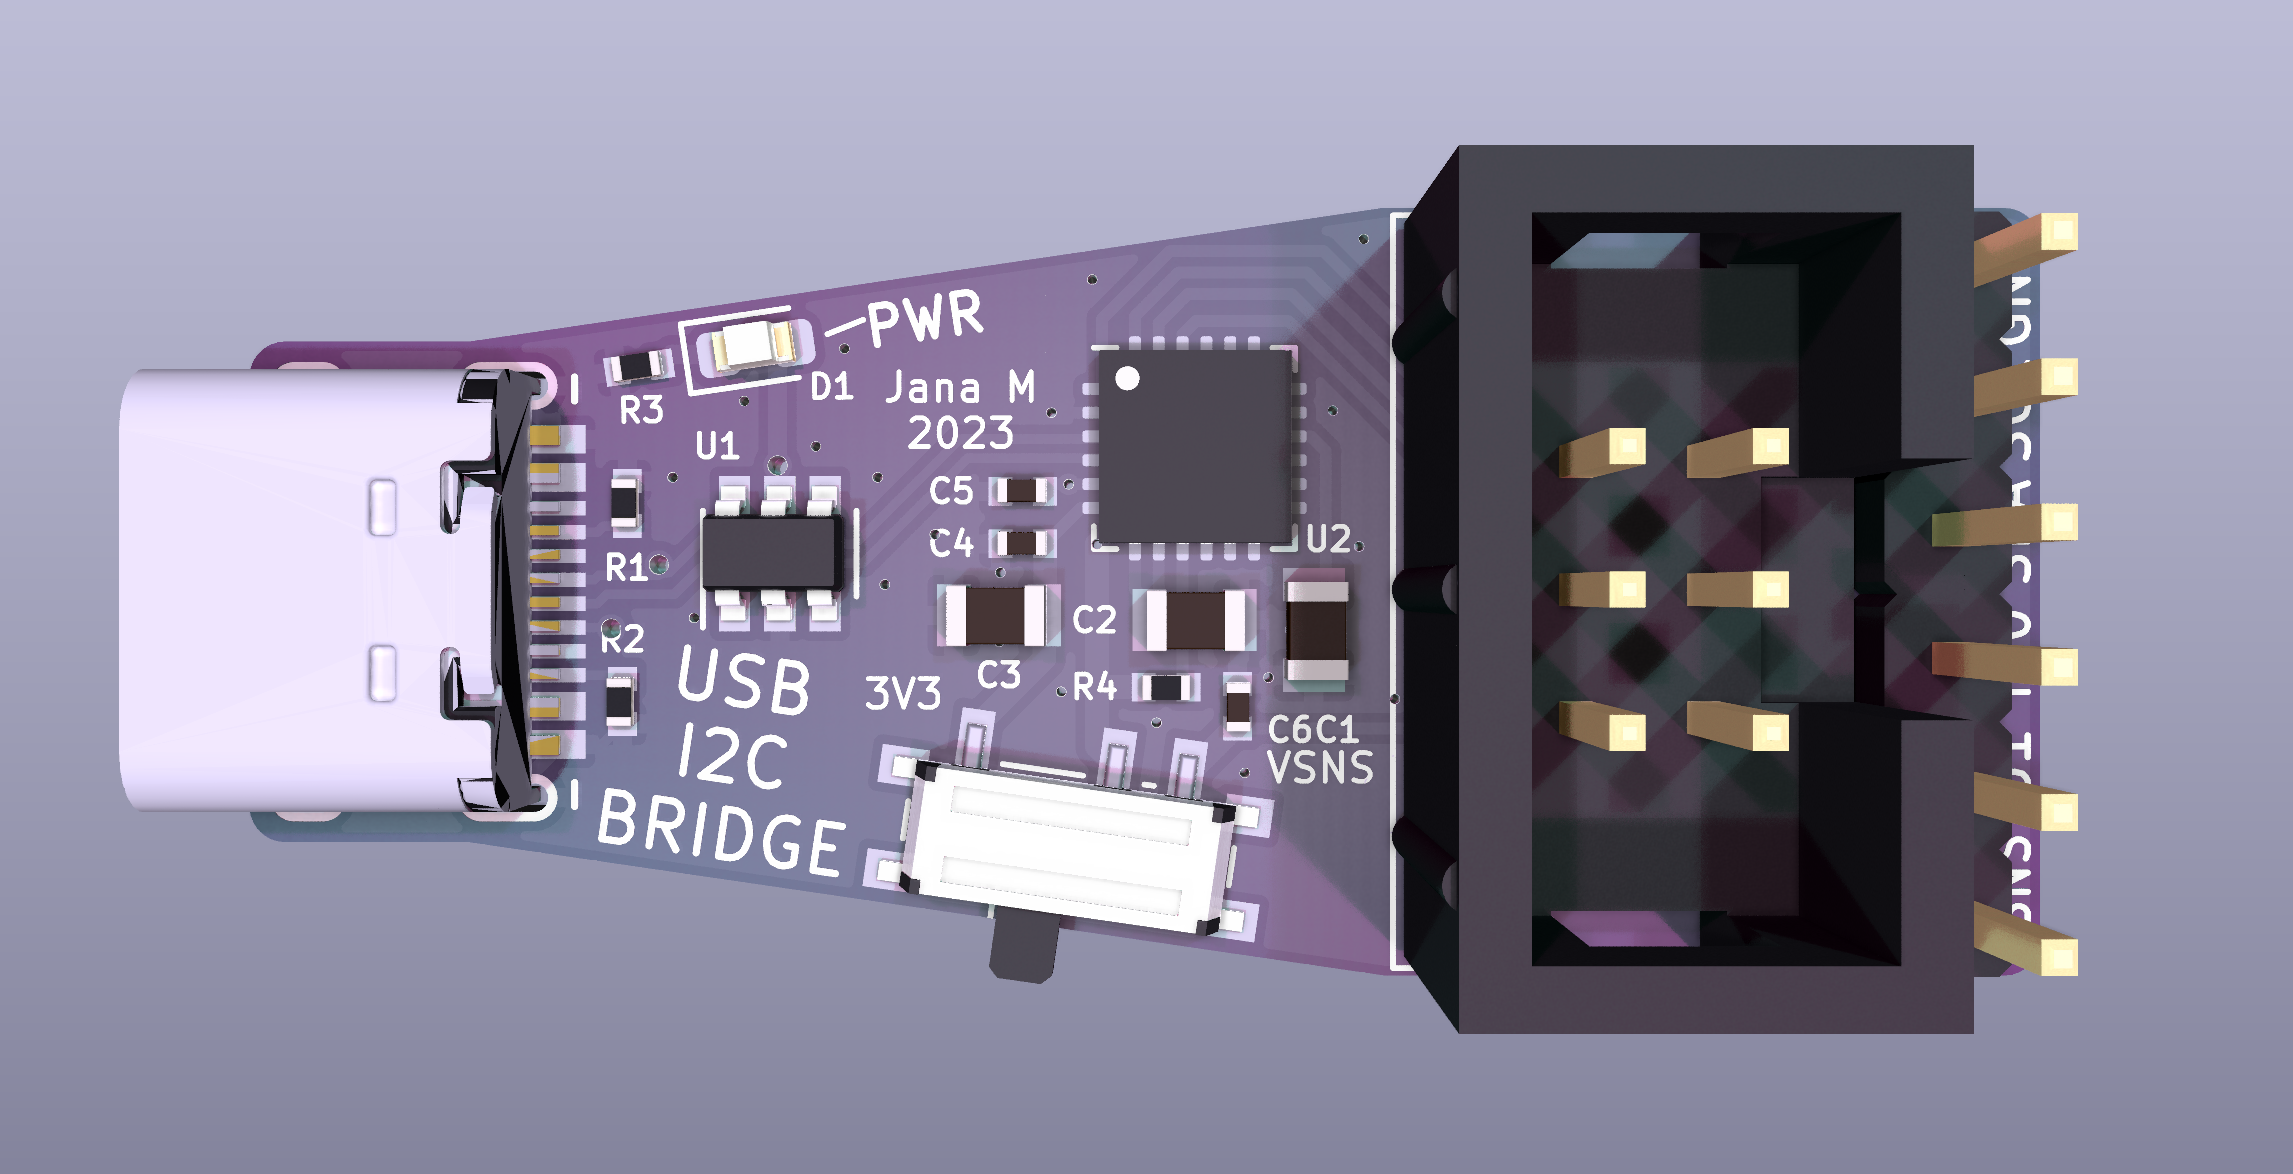 PWR
R3
D1
Jana M
2023
U1
C5
C4
U2
R1
R2
C2
C3
3V3
R4
C6C1
VSNS
USB
I2C
BRIDGE